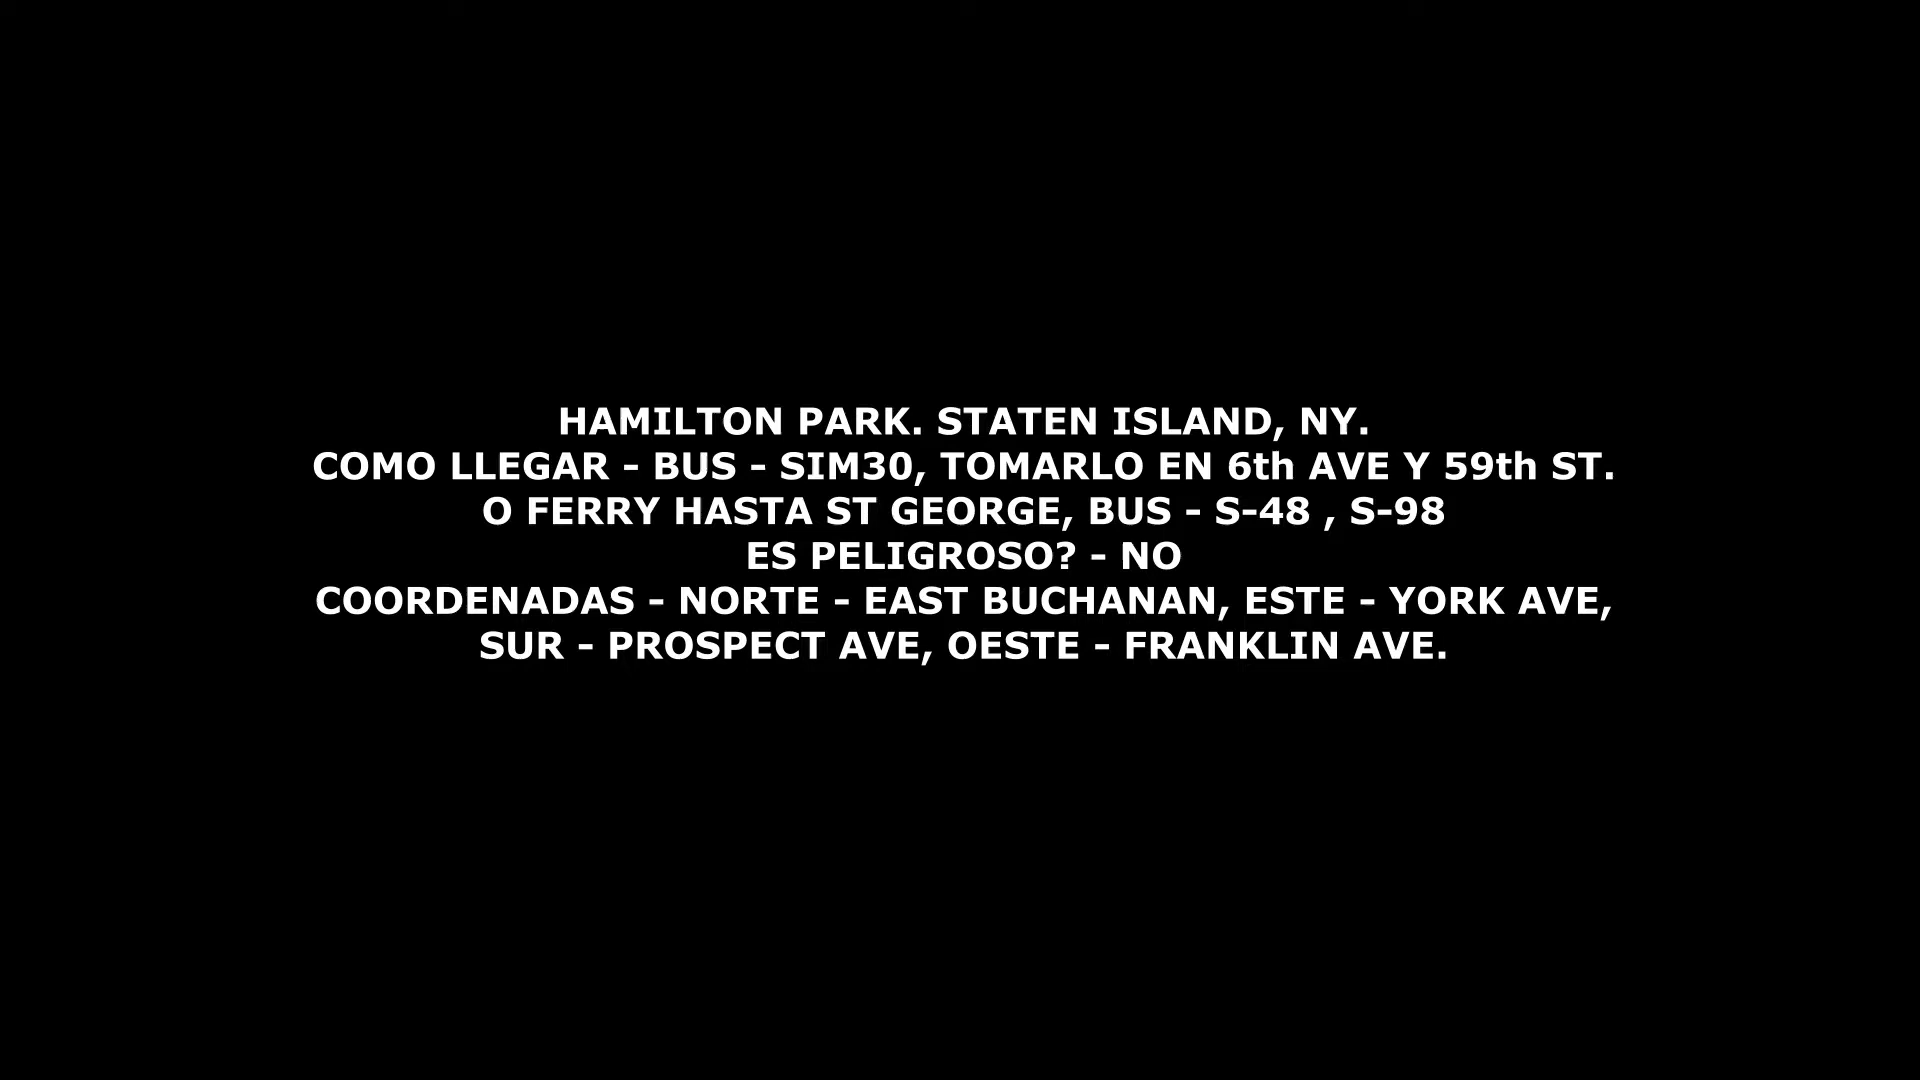 HAMILTON PARK. STATEN ISLAND, NY.
COMO LLEGAR - BUS - SIM30, TOMARLO EN 6th AVE Y 59th ST.
O FERRY HASTA ST GEORGE, BUS - S-48 , S-98
ES PELIGROSO? - NO
COORDENADAS - NORTE - EAST BUCHANAN, ESTE - YORK AVE,
SUR - PROSPECT AVE, OESTE - FRANKLIN AVE.